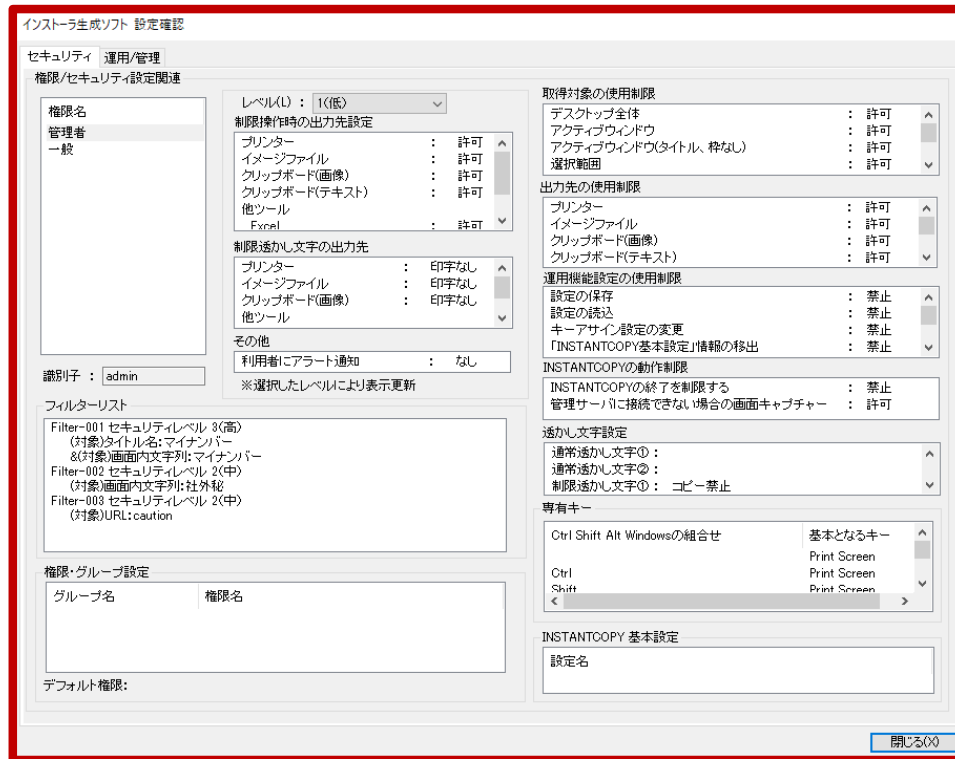 インストーラ生成ソフト 設定確認
セキュリティ 運用/管理
権限/セキュリティ設定関連
権限名
管理者
一般
識別子 : admin
レベル(L) : 1(低)
制限操作時の出力先設定
プリンター : 許可
イメージファイル : 許可
クリップボード(画像) : 許可
クリップボード(テキスト) : 許可
他ツール
Excel : 許可
制限透かし文字の出力先
プリンター : 印字なし
イメージファイル : 印字なし
クリップボード(画像) : 印字なし
他ツール
その他
利用者にアラート通知 : なし
※選択したレベルにより表示更新
フィルターリスト
Filter-001 セキュリティレベル 3(高)
(対象)タイトル名:マイナンバー
&(対象)画面内文字列:マイナンバー
Filter-002 セキュリティレベル 2(中)
(対象)画面内文字列:社外秘
Filter-003 セキュリティレベル 2(中)
(対象)URL:caution
権限・グループ設定
グループ名 権限名
デフォルト権限:
取得対象の使用制限
デスクトップ全体 : 許可
アクティブウィンドウ : 許可
アクティブウィンドウ(タイトル、枠なし) : 許可
選択範囲 : 許可
出力先の使用制限
プリンター : 許可
イメージファイル : 許可
クリップボード(画像) : 許可
クリップボード(テキスト) : 許可
運用機能設定の使用制限
設定の保存 : 禁止
設定の読込 : 禁止
キーアサイン設定の変更 : 禁止
「INSTANTCOPY基本設定」情報の移出 : 禁止
INSTANTCOPYの動作制限
INSTANTCOPYの終了を制限する : 禁止
管理サーバに接続できない場合の画面キャプチャー : 許可
透かし文字設定
通常透かし文字① :
通常透かし文字② :
制限透かし文字① : コピー禁止
専有キー
Ctrl Shift Alt Windowsの組合せ 基本となるキー
Print Screen
Ctrl Print Screen
Shift Print Screen
INSTANTCOPY 基本設定
設定名
閉じる(X)